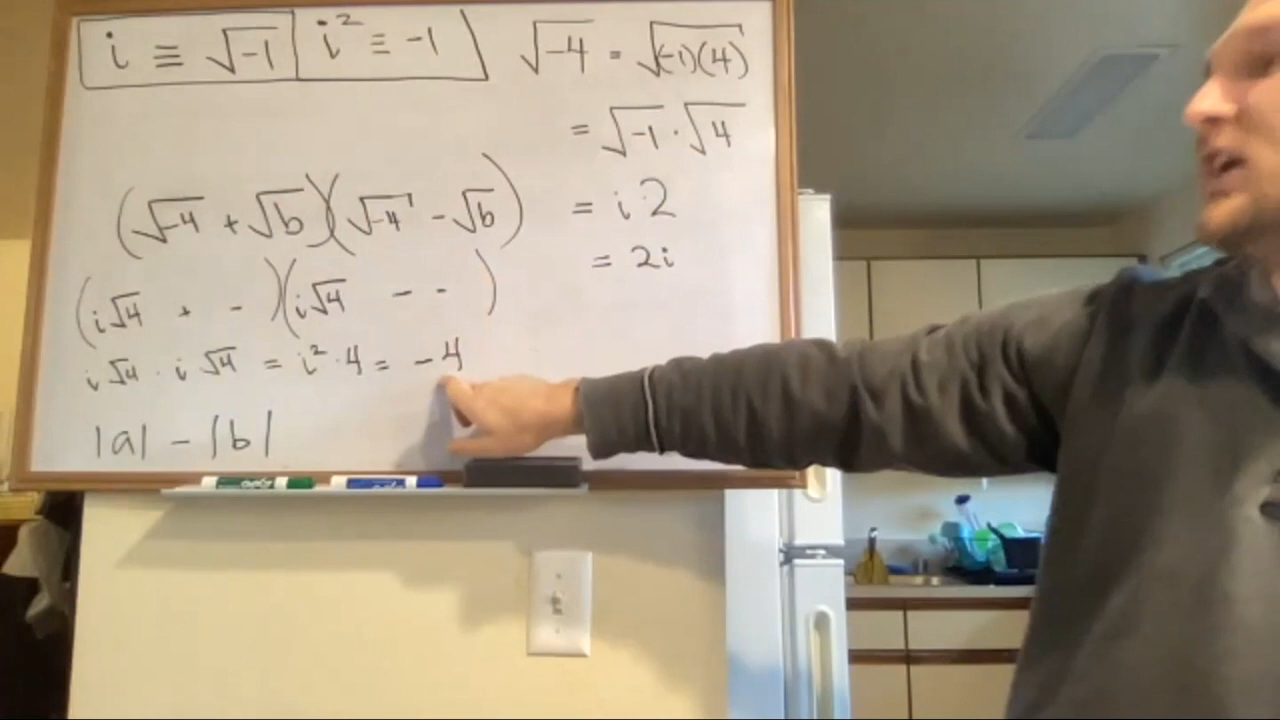 i ≡ √-1 | i² ≡ -1
√-4 = √(-1)(4)
= √-1 · √4
= i·2
= 2i
(√-4 + √b)(√-4 - √b)
(i√4 + -)(i√4 - - -)
i√4 · i√4 = i²·4 = -4
|a| - |b|